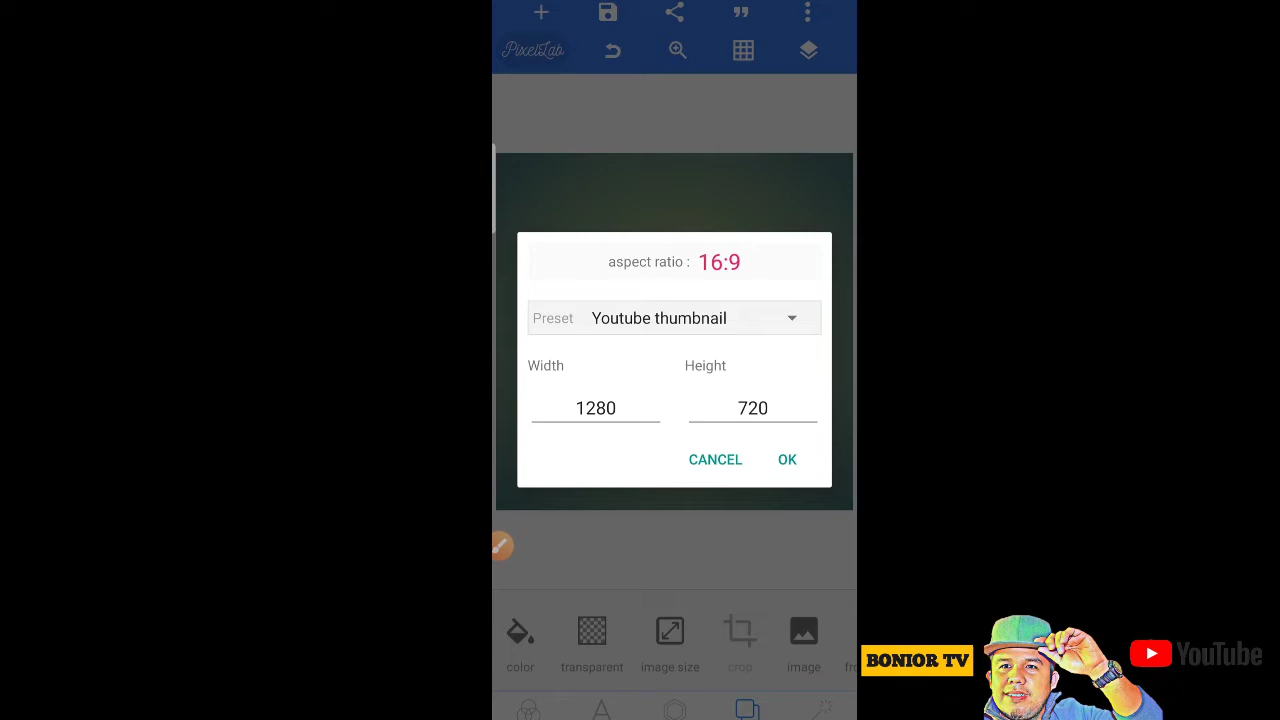 PixelLab
aspect ratio : 16:9
Preset Youtube thumbnail
Width Height
1280 720
CANCEL OK
color transparent image size crop image fr
BONIOR TV
YouTube